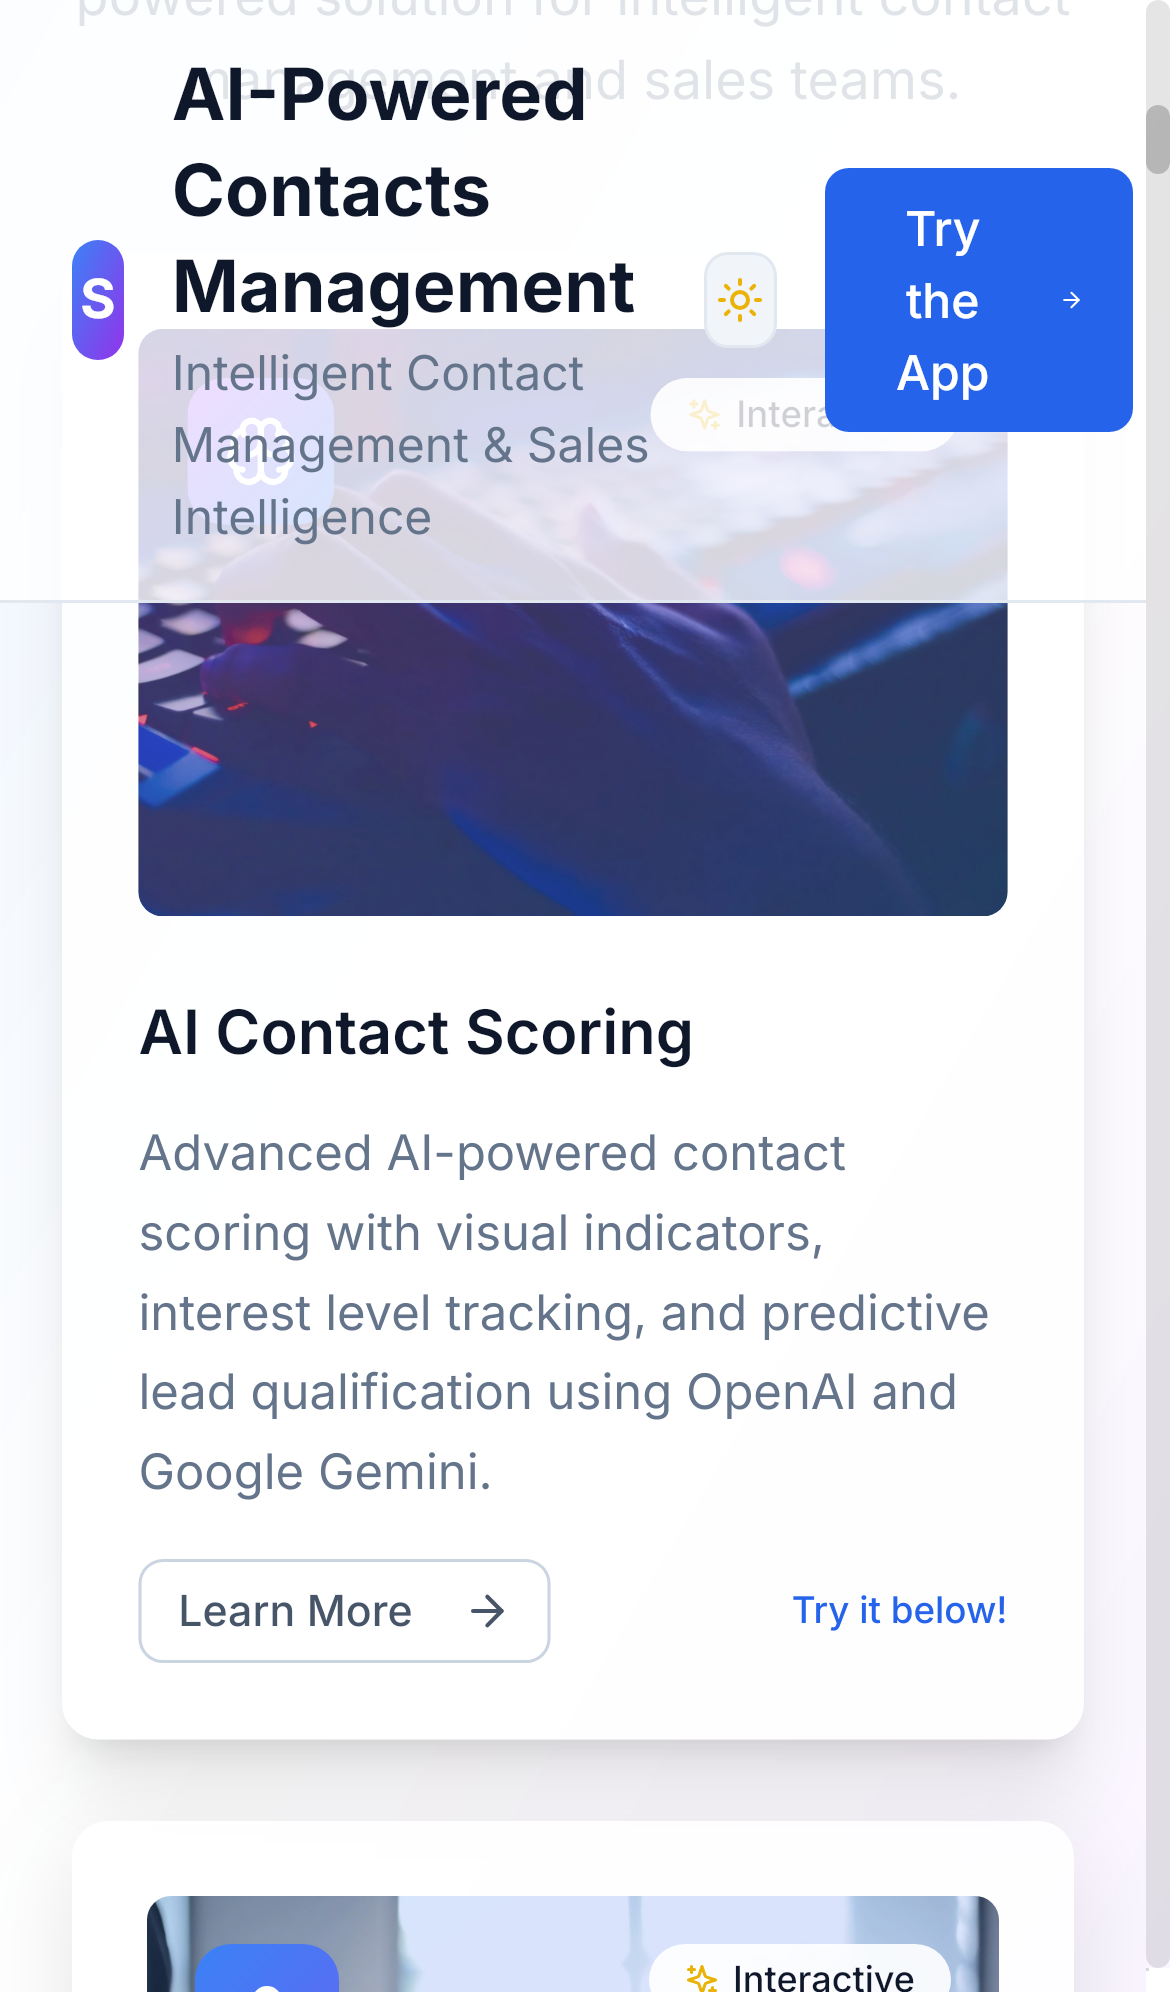 powered solution for intelligent contact
management and sales teams.
AI-Powered
Contacts
Management
S
Intelligent Contact
Management & Sales
Intelligence
Try
the
App
AI Contact Scoring
Advanced AI-powered contact
scoring with visual indicators,
interest level tracking, and predictive
lead qualification using OpenAI and
Google Gemini.
Learn More
Try it below!
Interactive